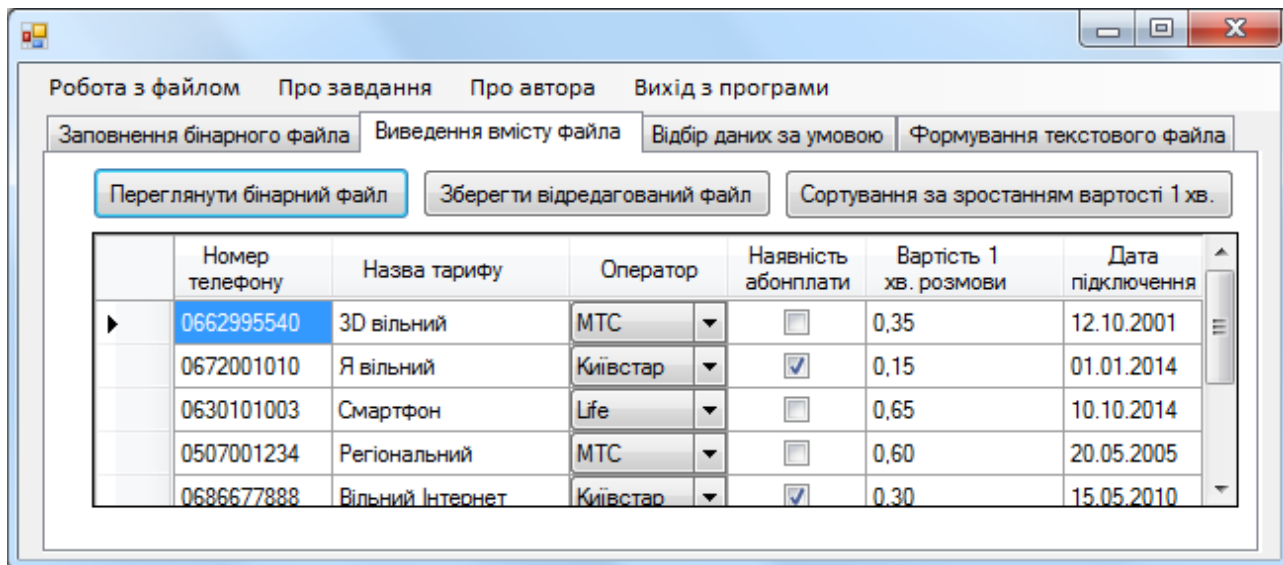 Робота з файлом Про завдання Про автора Вихід з програми
Заповнення бінарного файла Виведення вмісту файла Відбір даних за умовою Формування текстового файла
Переглянути бінарний файл Зберегти відредагований файл Сортування за зростанням вартості 1 хв.
Номер телефону Назва тарифу Оператор Наявність абонплати Вартість 1 хв. розмови Дата підключення
0662995540 3D вільний МТС 0,35 12.10.2001
0672001010 Я вільний Київстар 0,15 01.01.2014
0630101003 Смартфон Life 0,65 10.10.2014
0507001234 Регіональний МТС 0,60 20.05.2005
0686677888 Вільний Інтернет Київстар 0,30 15.05.2010